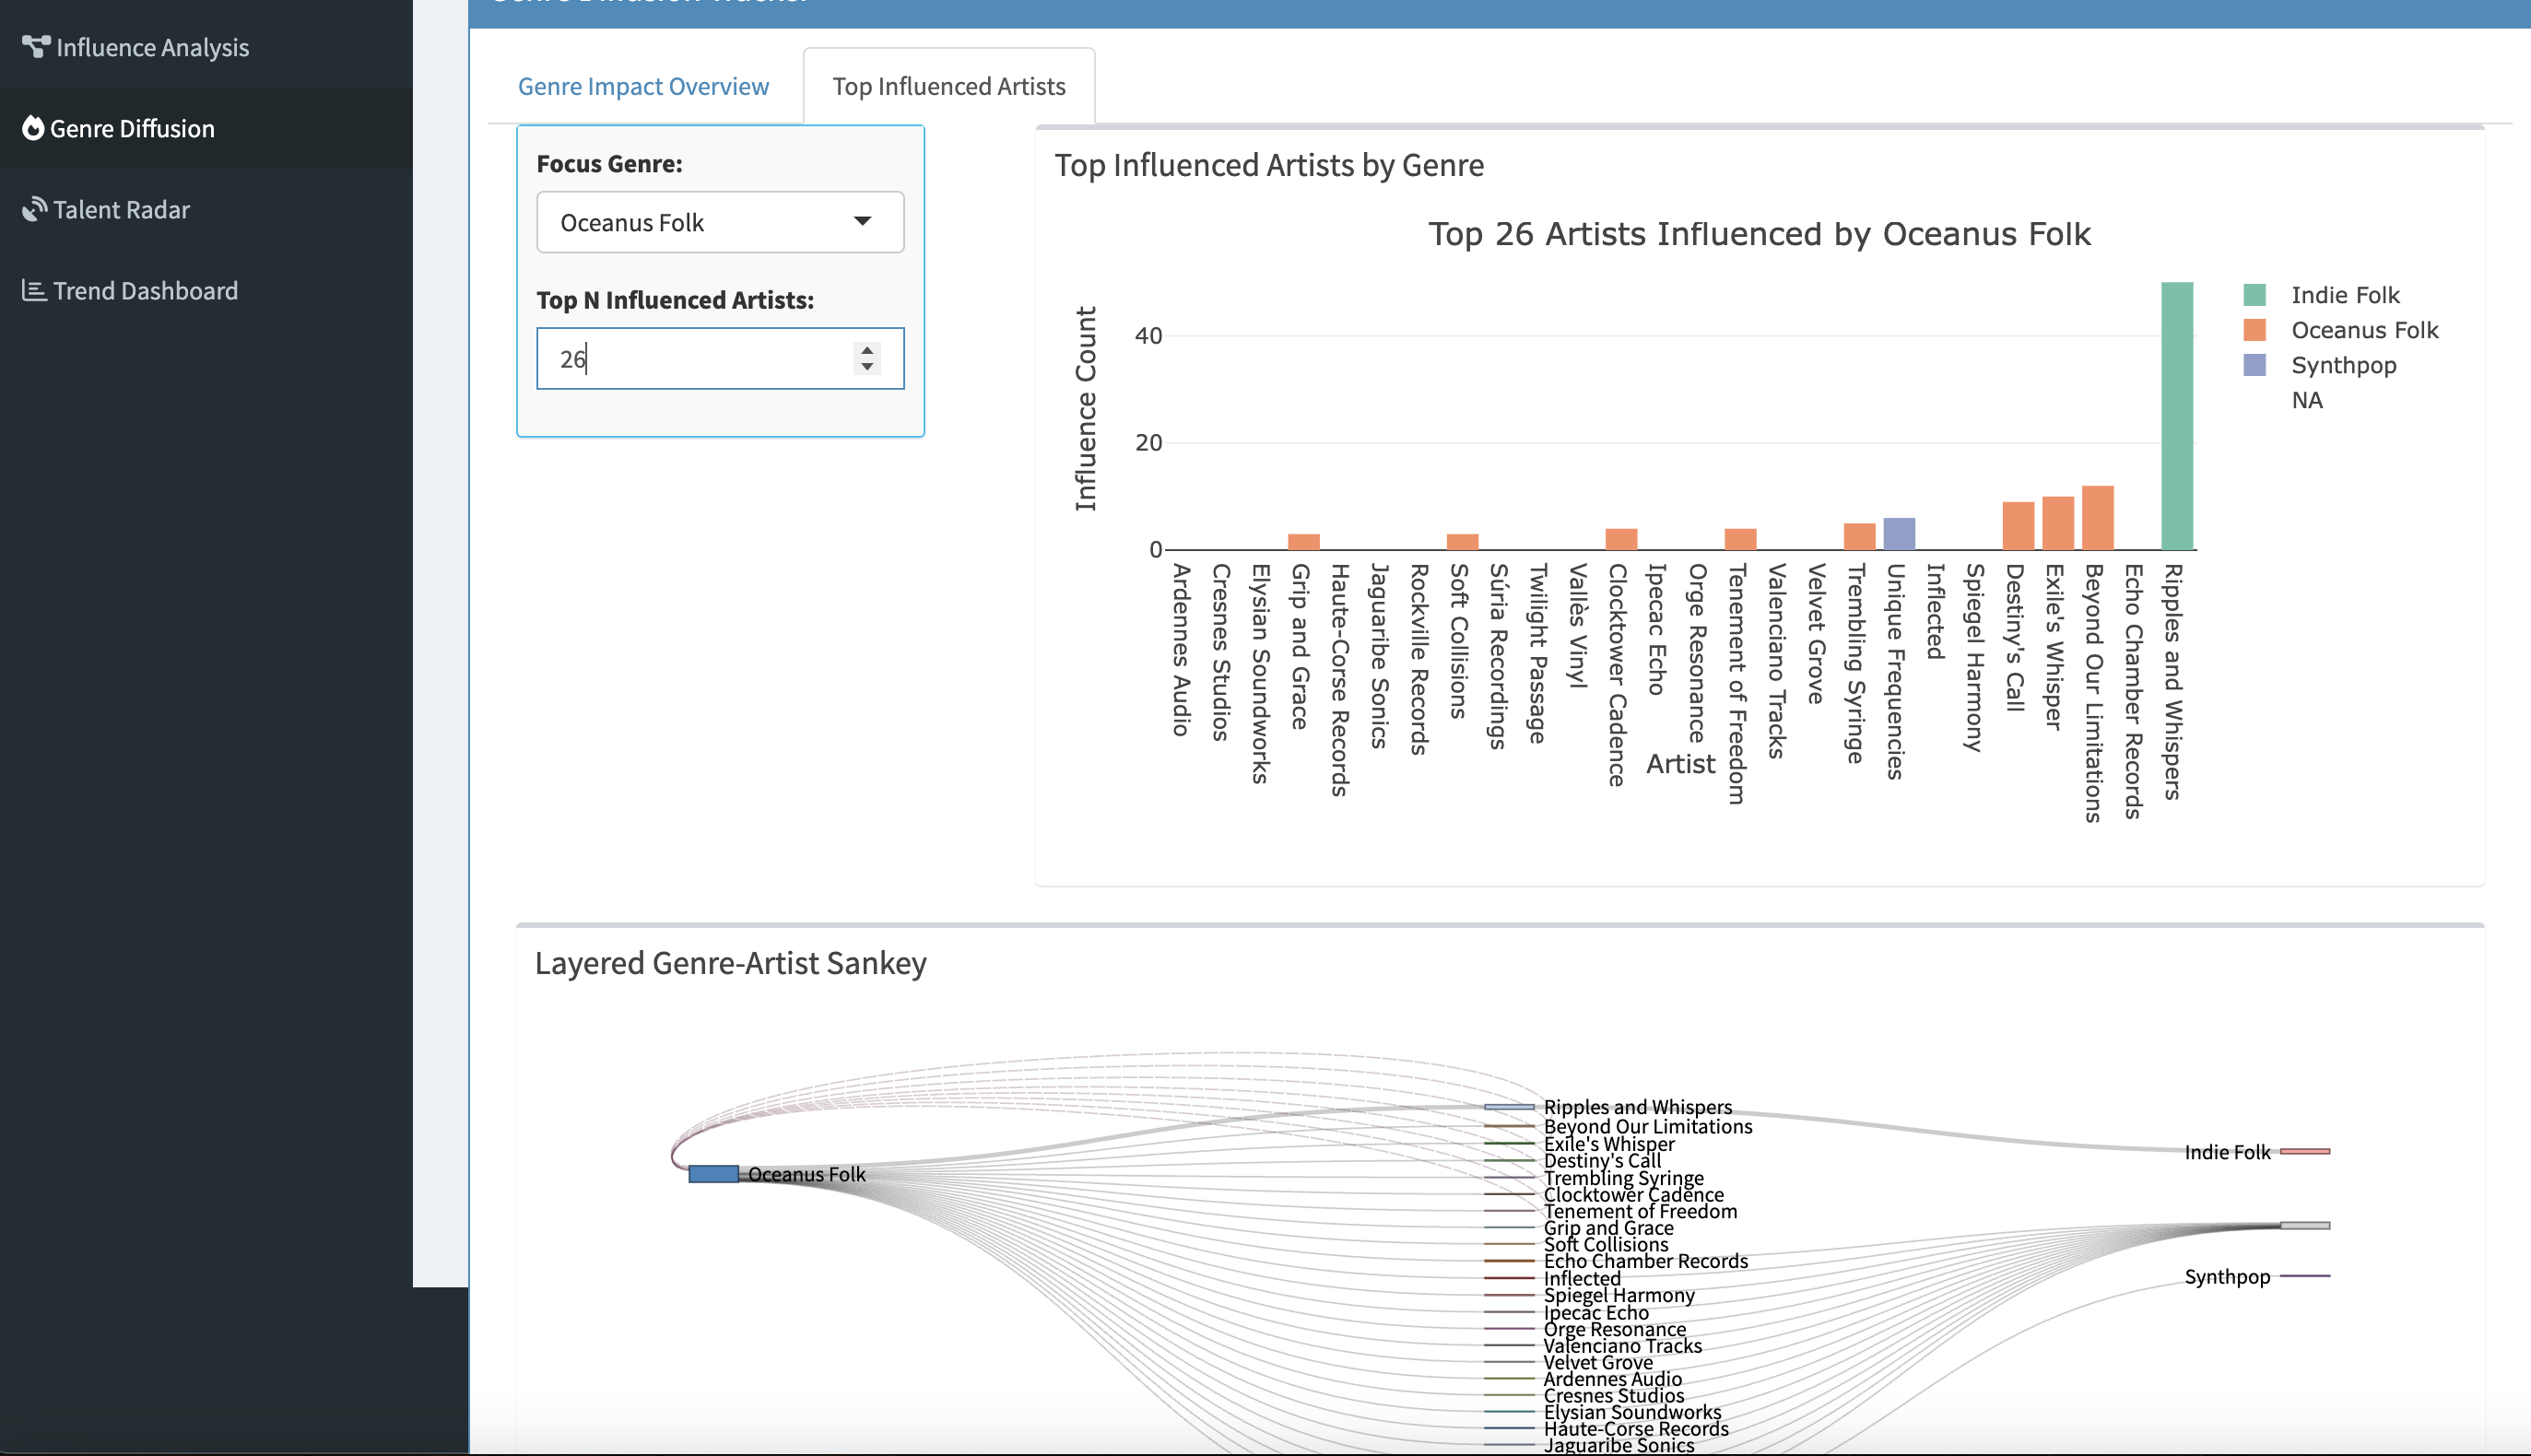 Genre Diffusion Tracker
Influence Analysis
Genre Diffusion
Talent Radar
Trend Dashboard
Genre Impact Overview
Top Influenced Artists
Focus Genre:
Oceanus Folk
Top N Influenced Artists:
26
Top Influenced Artists by Genre
Top 26 Artists Influenced by Oceanus Folk
Influence Count
40
20
0
Indie Folk
Oceanus Folk
Synthpop
NA
Ardennes Audio
Cresnes Studios
Elysian Soundworks
Grip and Grace
Haute-Corse Records
Jaguaribe Sonics
Rockville Records
Soft Collisions
Súria Recordings
Twilight Passage
Vallès Vinyl
Clocktower Cadence
Ipecac Echo
Orge Resonance
Tenement of Freedom
Valenciano Tracks
Velvet Grove
Trembling Syringe
Unique Frequencies
Inflected
Spiegel Harmony
Destiny's Call
Exile's Whisper
Beyond Our Limitations
Echo Chamber Records
Ripples and Whispers
Artist
Layered Genre-Artist Sankey
Oceanus Folk
Ripples and Whispers
Beyond Our Limitations
Exile's Whisper
Destiny's Call
Trembling Syringe
Clocktower Cadence
Tenement of Freedom
Grip and Grace
Soft Collisions
Echo Chamber Records
Inflected
Spiegel Harmony
Ipecac Echo
Orge Resonance
Valenciano Tracks
Velvet Grove
Ardennes Audio
Cresnes Studios
Elysian Soundworks
Haute-Corse Records
Jaguaribe Sonics
Indie Folk
Synthpop